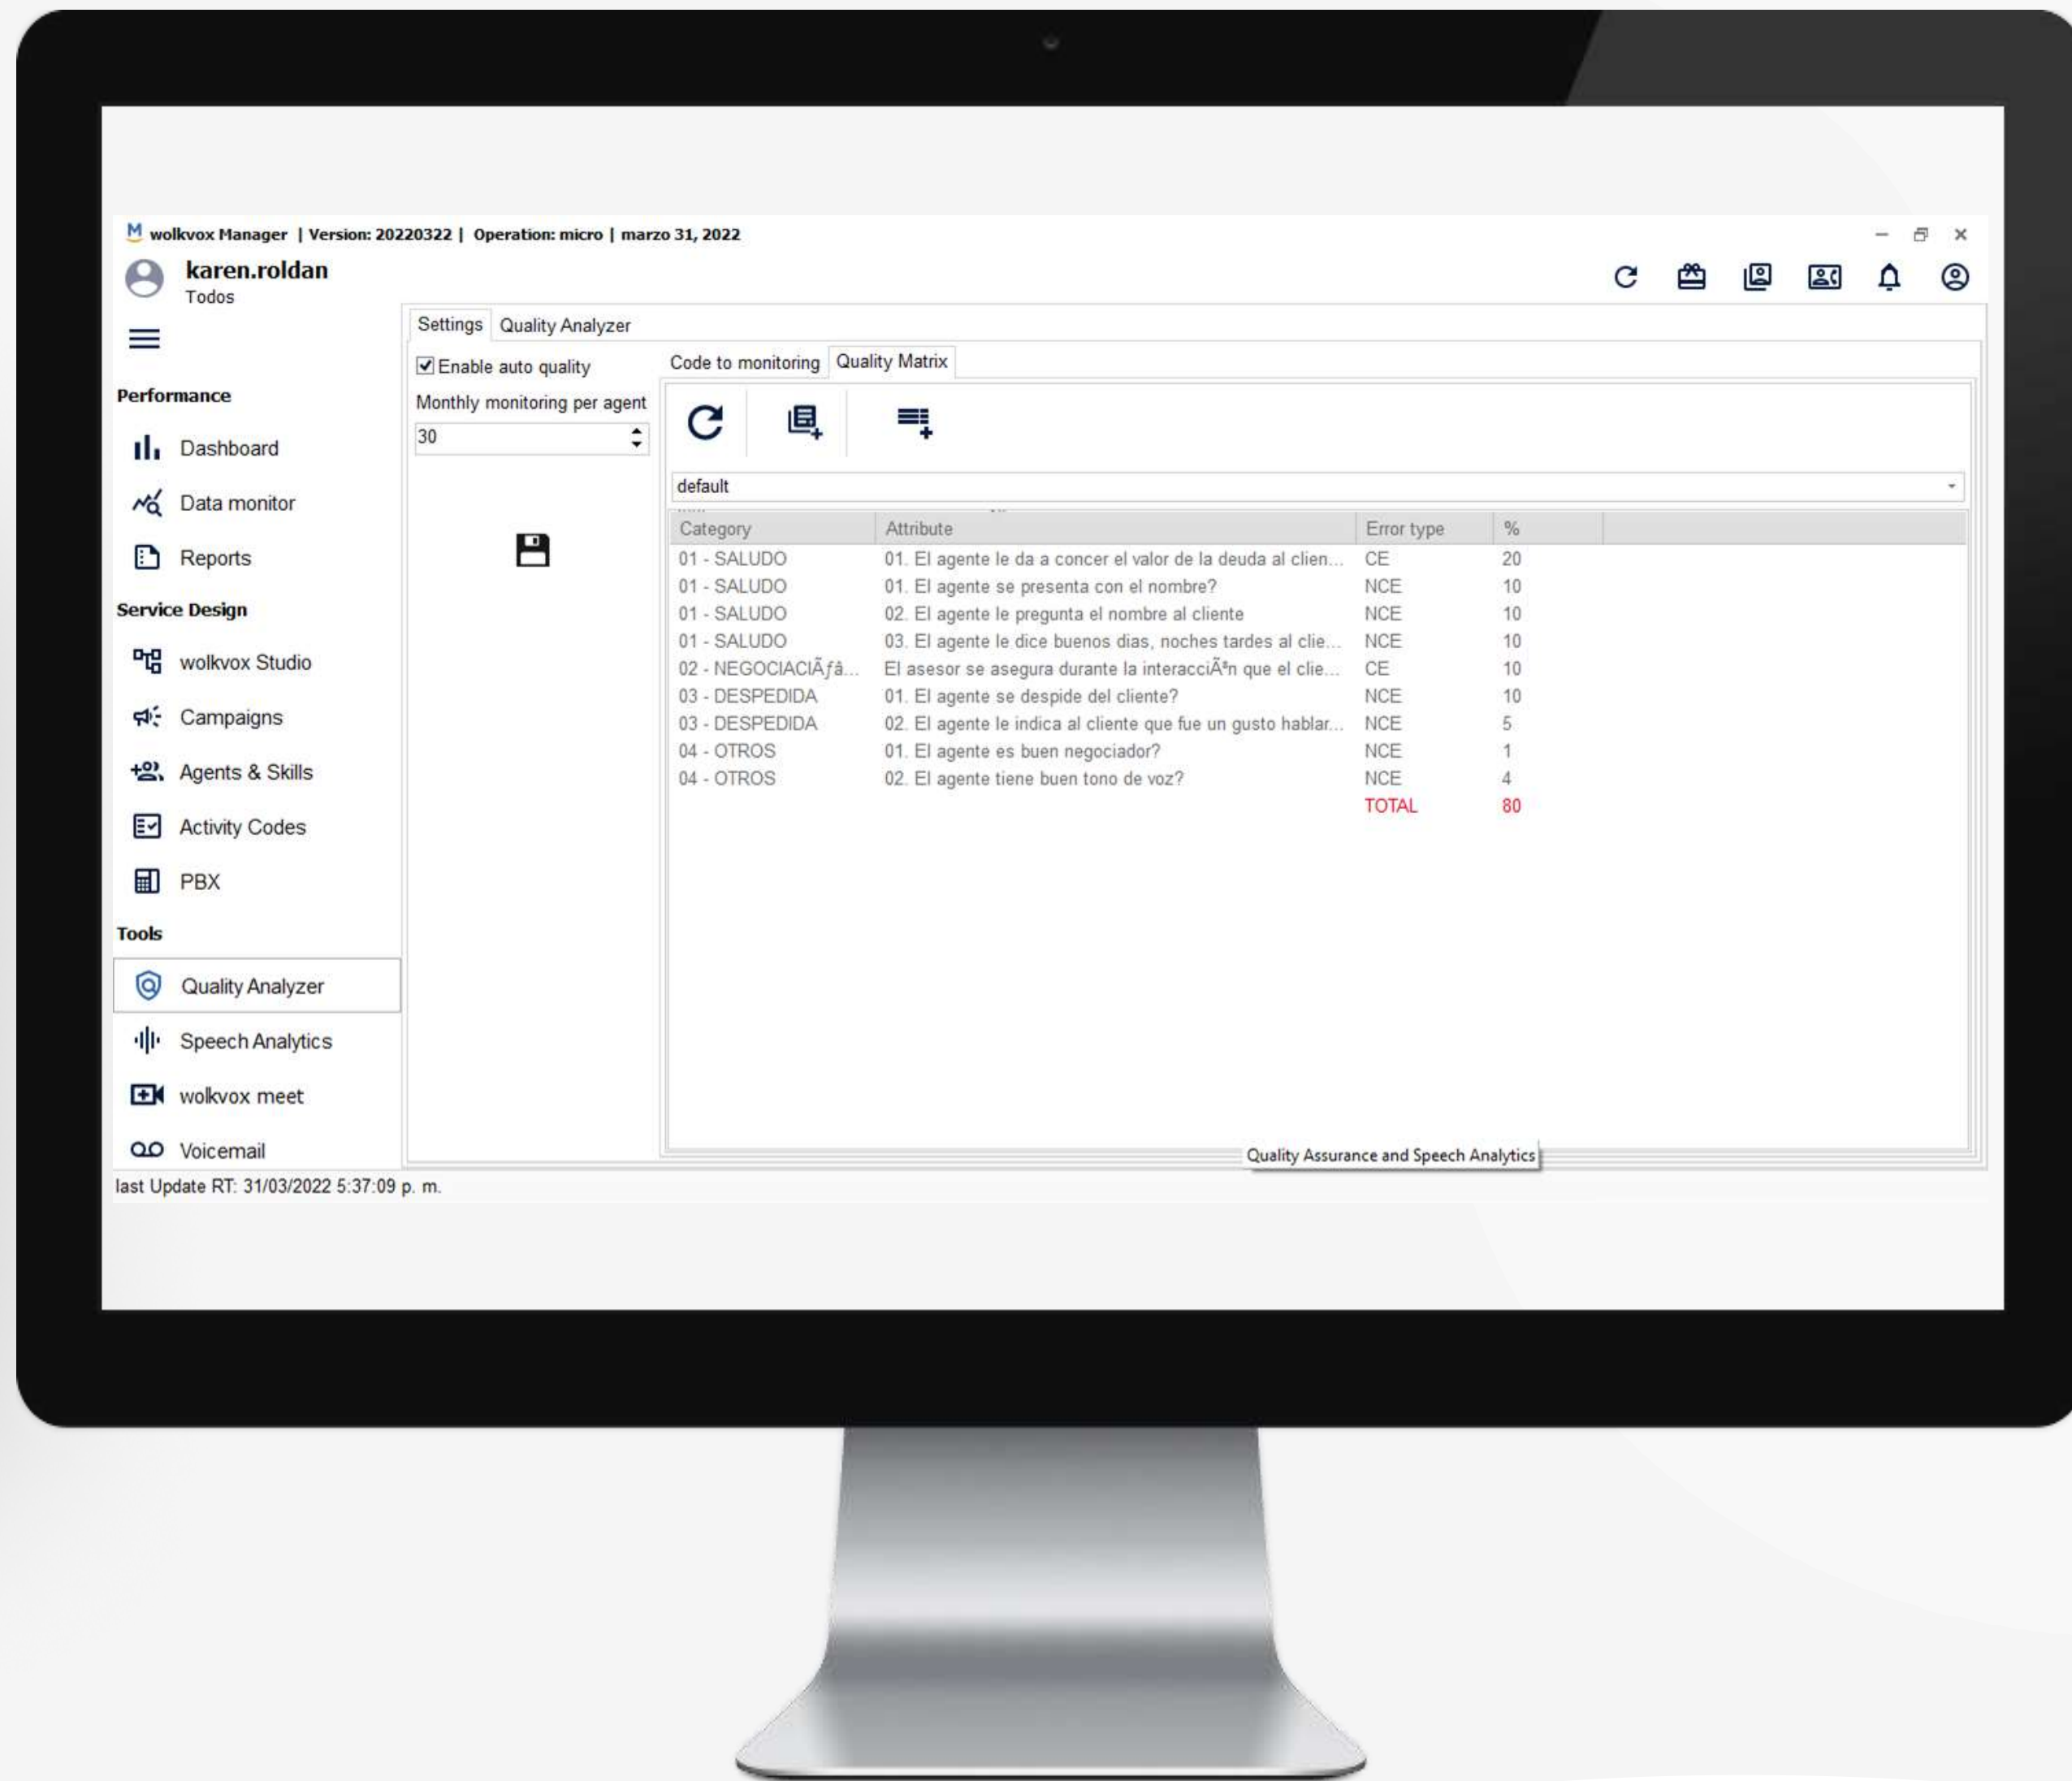 wolkvox Manager | Version: 20220322 | Operation: micro | marzo 31, 2022
karen.roldan
Todos
Performance
Dashboard
Data monitor
Reports
Service Design
wolkvox Studio
Campaigns
Agents & Skills
Activity Codes
PBX
Tools
Quality Analyzer
Speech Analytics
wolkvox meet
Voicemail
Settings Quality Analyzer
Enable auto quality
Monthly monitoring per agent
30
Code to monitoring Quality Matrix
default
Category Attribute Error type %
01 - SALUDO 01. El agente le da a concer el valor de la deuda al clien... CE 20
01 - SALUDO 01. El agente se presenta con el nombre? NCE 10
01 - SALUDO 02. El agente le pregunta el nombre al cliente NCE 10
01 - SALUDO 03. El agente le dice buenos dias, noches tardes al clie... NCE 10
02 - NEGOCIACIÃƒâ... El asesor se asegura durante la interacciÃªn que el clie... CE 10
03 - DESPEDIDA 01. El agente se despide del cliente? NCE 10
03 - DESPEDIDA 02. El agente le indica al cliente que fue un gusto hablar... NCE 5
04 - OTROS 01. El agente es buen negociador? NCE 1
04 - OTROS 02. El agente tiene buen tono de voz? NCE 4
TOTAL 80
Quality Assurance and Speech Analytics
last Update RT: 31/03/2022 5:37:09 p. m.